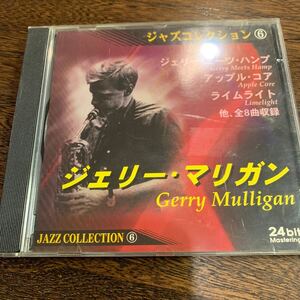 ジャズコレクション⑥
ジェリー・ミーツ・ハンプ
Gerry Meets Hamp
アップル・コア
Apple Core
ライムライト
Limelight
他、全8曲収録
ジェリー・マリガン
Gerry Mulligan
JAZZ COLLECTION ⑥
24bit
Mastering